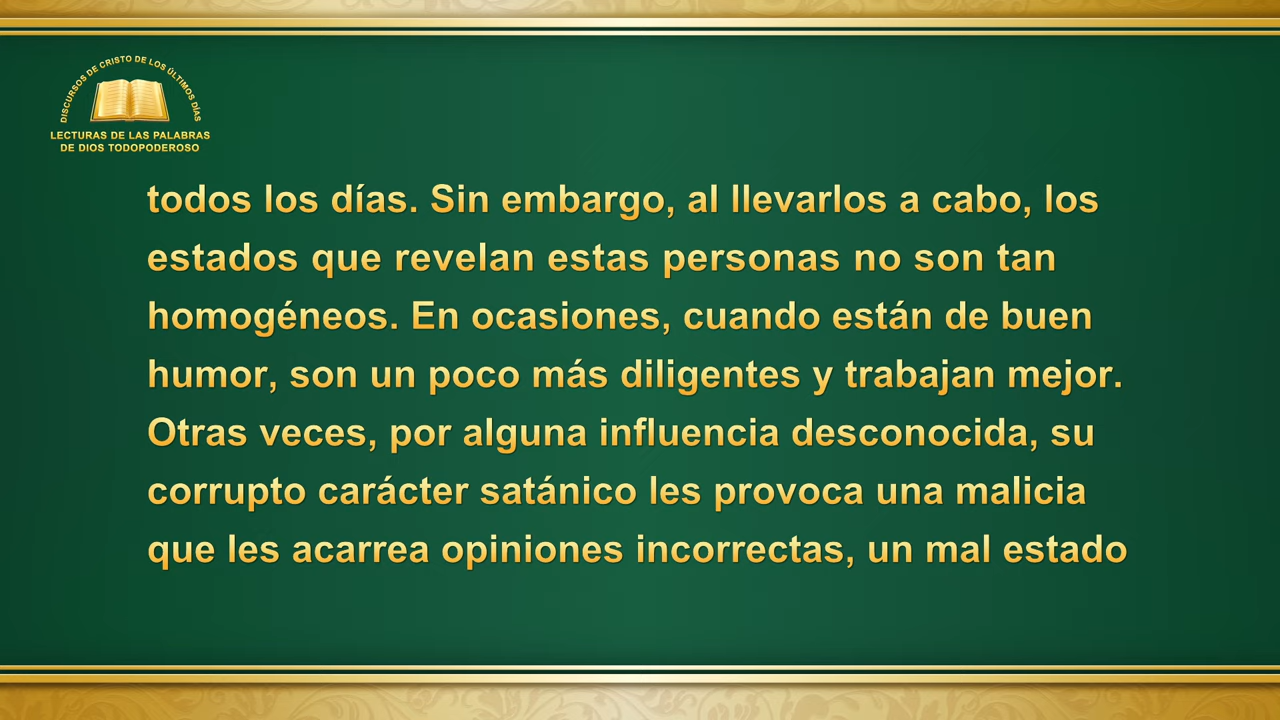 DISCURSOS DE CRISTO DE LOS ÚLTIMOS DÍAS
LECTURAS DE LAS PALABRAS
DE DIOS TODOPODEROSO
todos los días. Sin embargo, al llevarlos a cabo, los
estados que revelan estas personas no son tan
homogéneos. En ocasiones, cuando están de buen
humor, son un poco más diligentes y trabajan mejor.
Otras veces, por alguna influencia desconocida, su
corrupto carácter satánico les provoca una malicia
que les acarrea opiniones incorrectas, un mal estado